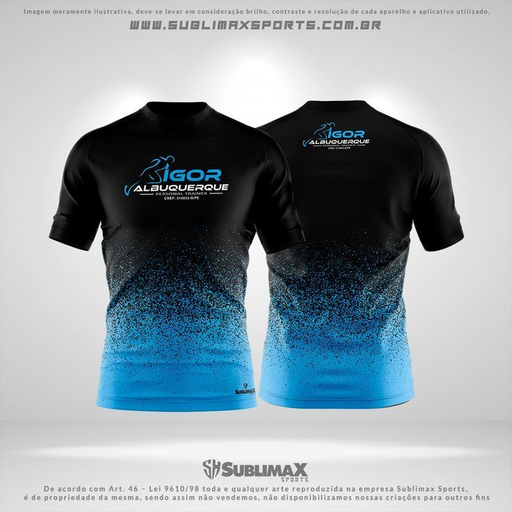 Imagem meramente ilustrativa, deve-se levar em consideração brilho, contraste e resolução de cada aparelho e aplicativo utilizado.
WWW.SUBLIMAXSPORTS.COM.BR
IGOR
ALBUQUERQUE
PERSONAL TRAINER
IGOR
ALBUQUERQUE
SUBLIMAX
SUBLIMAX
SPORTS
De acordo com Art. 46 – Lei 9610/98 toda e qualquer arte reproduzida na empresa Sublimax Sports,
é de propriedade da mesma, sendo assim não vendemos, não disponibilizamos nossas criações para outros fins